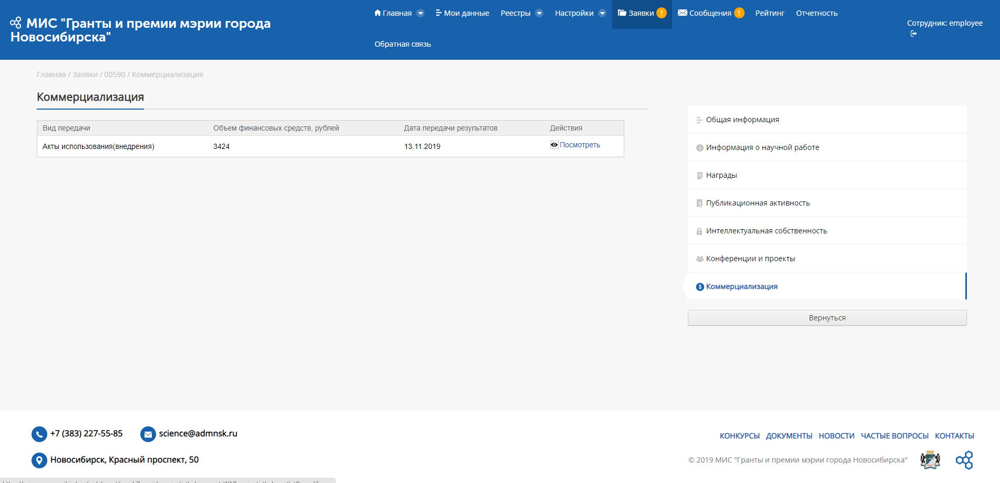 МИС "Гранты и премии мэрии города
Новосибирска"
Главная
Мои данные
Реестры
Настройки
Заявки 1
Сообщения 1
Рейтинг
Отчетность
Обратная связь
Сотрудник: employee
Главная / Заявки / 00590 / Коммерциализация
Коммерциализация
Вид передачи Объем финансовых средств, рублей Дата передачи результатов Действия
Акты использования(внедрения) 3424 13.11.2019 Посмотреть
Общая информация
Информация о научной работе
Награды
Публикационная активность
Интеллектуальная собственность
Конференции и проекты
Коммерциализация
Вернуться
+7 (383) 227-55-85 science@admnsk.ru
Новосибирск, Красный проспект, 50
КОНКУРСЫ ДОКУМЕНТЫ НОВОСТИ ЧАСТЫЕ ВОПРОСЫ КОНТАКТЫ
© 2019 МИС "Гранты и премии мэрии города Новосибирска"